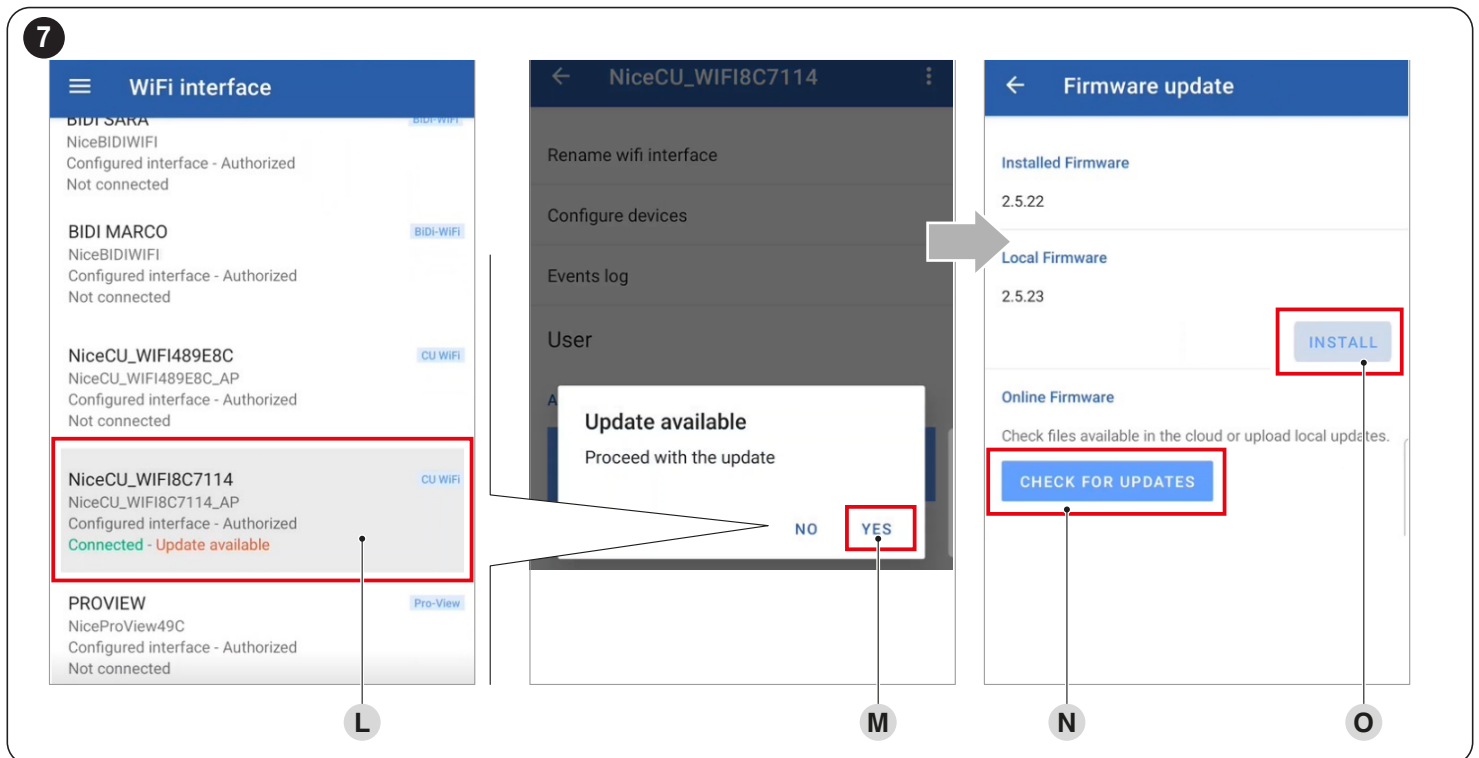 7
WiFi interface
BIDI SARA
BiDi-WiFi
NiceBIDIWIFI
Configured interface - Authorized
Not connected
BIDI MARCO
BiDi-WiFi
NiceBIDIWIFI
Configured interface - Authorized
Not connected
NiceCU_WIFI489E8C
CU WiFi
NiceCU_WIFI489E8C_AP
Configured interface - Authorized
Not connected
NiceCU_WIFI8C7114
CU WiFi
NiceCU_WIFI8C7114_AP
Configured interface - Authorized
Connected - Update available
PROVIEW
Pro-View
NiceProView49C
Configured interface - Authorized
Not connected
L
NiceCU_WIFI8C7114
Rename wifi interface
Configure devices
Events log
User
A
Update available
Proceed with the update
NO
YES
M
Firmware update
Installed Firmware
2.5.22
Local Firmware
2.5.23
INSTALL
Online Firmware
Check files available in the cloud or upload local updates.
CHECK FOR UPDATES
N
O